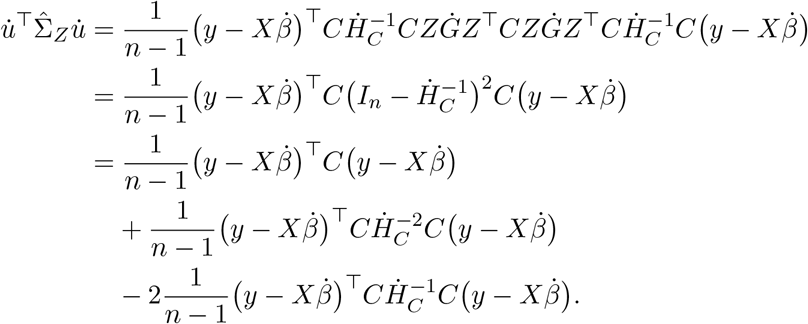 \dot{u}^\top \hat{\Sigma}_Z \dot{u} = \frac{1}{n-1} (y - X\dot{\beta})^\top C \dot{H}_C^{-1} C Z \dot{G} Z^\top C Z \dot{G} Z^\top C \dot{H}_C^{-1} C (y - X\dot{\beta})
= \frac{1}{n-1} (y - X\dot{\beta})^\top C (I_n - \dot{H}_C^{-1})^2 C (y - X\dot{\beta})
= \frac{1}{n-1} (y - X\dot{\beta})^\top C (y - X\dot{\beta})
+ \frac{1}{n-1} (y - X\dot{\beta})^\top C \dot{H}_C^{-2} C (y - X\dot{\beta})
- 2 \frac{1}{n-1} (y - X\dot{\beta})^\top C \dot{H}_C^{-1} C (y - X\dot{\beta}).